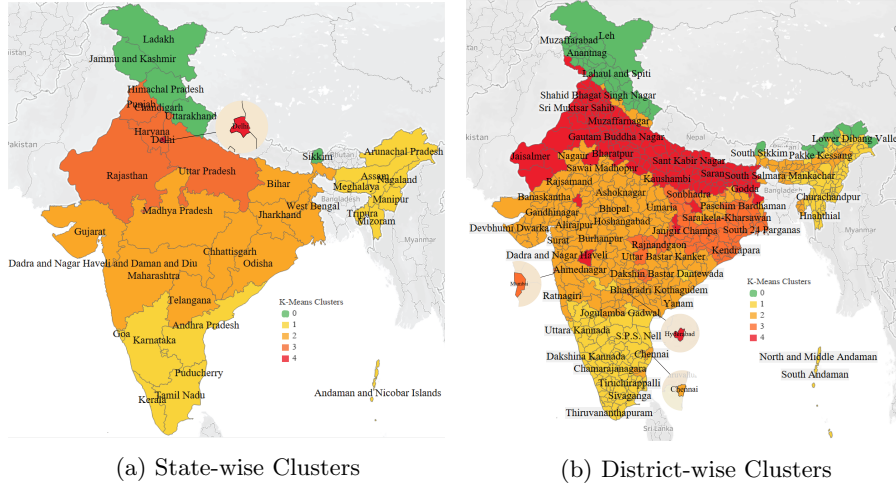 Ladakh
Jammu and Kashmir
Himachal Pradesh
Punjab
Chandigarh
Uttarakhand
Haryana
Delhi
Delhi
Rajasthan
Uttar Pradesh
Sikkim
Arunachal Pradesh
Assam
Nagaland
Meghalaya
Manipur
Bihar
Tripura
Mizoram
West Bengal
Jharkhand
Madhya Pradesh
Gujarat
Chhattisgarh
Odisha
Dadra and Nagar Haveli and Daman and Diu
Maharashtra
Telangana
Andhra Pradesh
Goa
Karnataka
Puducherry
Kerala
Tamil Nadu
Andaman and Nicobar Islands
Bangladesh
Myanmar
K-Means Clusters
0
1
2
3
4
(a) State-wise Clusters
Leh
Muzaffarabad
Anantnag
Lahaul and Spiti
Shahid Bhagat Singh Nagar
Sri Muktsar Sahib
Muzaffarnagar
Gautam Buddha Nagar
Nepal
Jaisalmer
Nagaur
Bharatpur
Sant Kabir Nagar
South Sikkim
Lower Dibang Valle
Pakke Kessang
Sawai Madhopur
Kaushambi
Saran
South Salmara Mankachar
Rajsamand
Ashoknagar
Sonbhadra
Godda
Banaskantha
Bhopal
Umaria
Paschim Bardhaman
Churachandpur
Gandhinagar
Hoshangabad
Saraikela-Kharsawan
Hnahthial
Devbhumi Dwarka
Alirajpur
Janjgir Champa
South 24 Parganas
Surat
Burhanpur
Rajnandgaon
Kendrapara
Dadra and Nagar Haveli
Uttar Bastar Kanker
Ahmednagar
Dakshin Bastar Dantewada
Mumbai
Bhadradri Kothagudem
Ratnagiri
Yanam
Jogulamba Gadwal
Uttara Kannada
S.P.S. Nell
Hyderabad
Chennai
Dakshina Kannada
Chamarajanagara
Tiruchirappalli
Chennai
Sivaganga
Thiruvananthapuram
Sri Lanka
North and Middle Andaman
South Andaman
Myanmar
K-Means Clusters
0
1
2
3
4
(b) District-wise Clusters